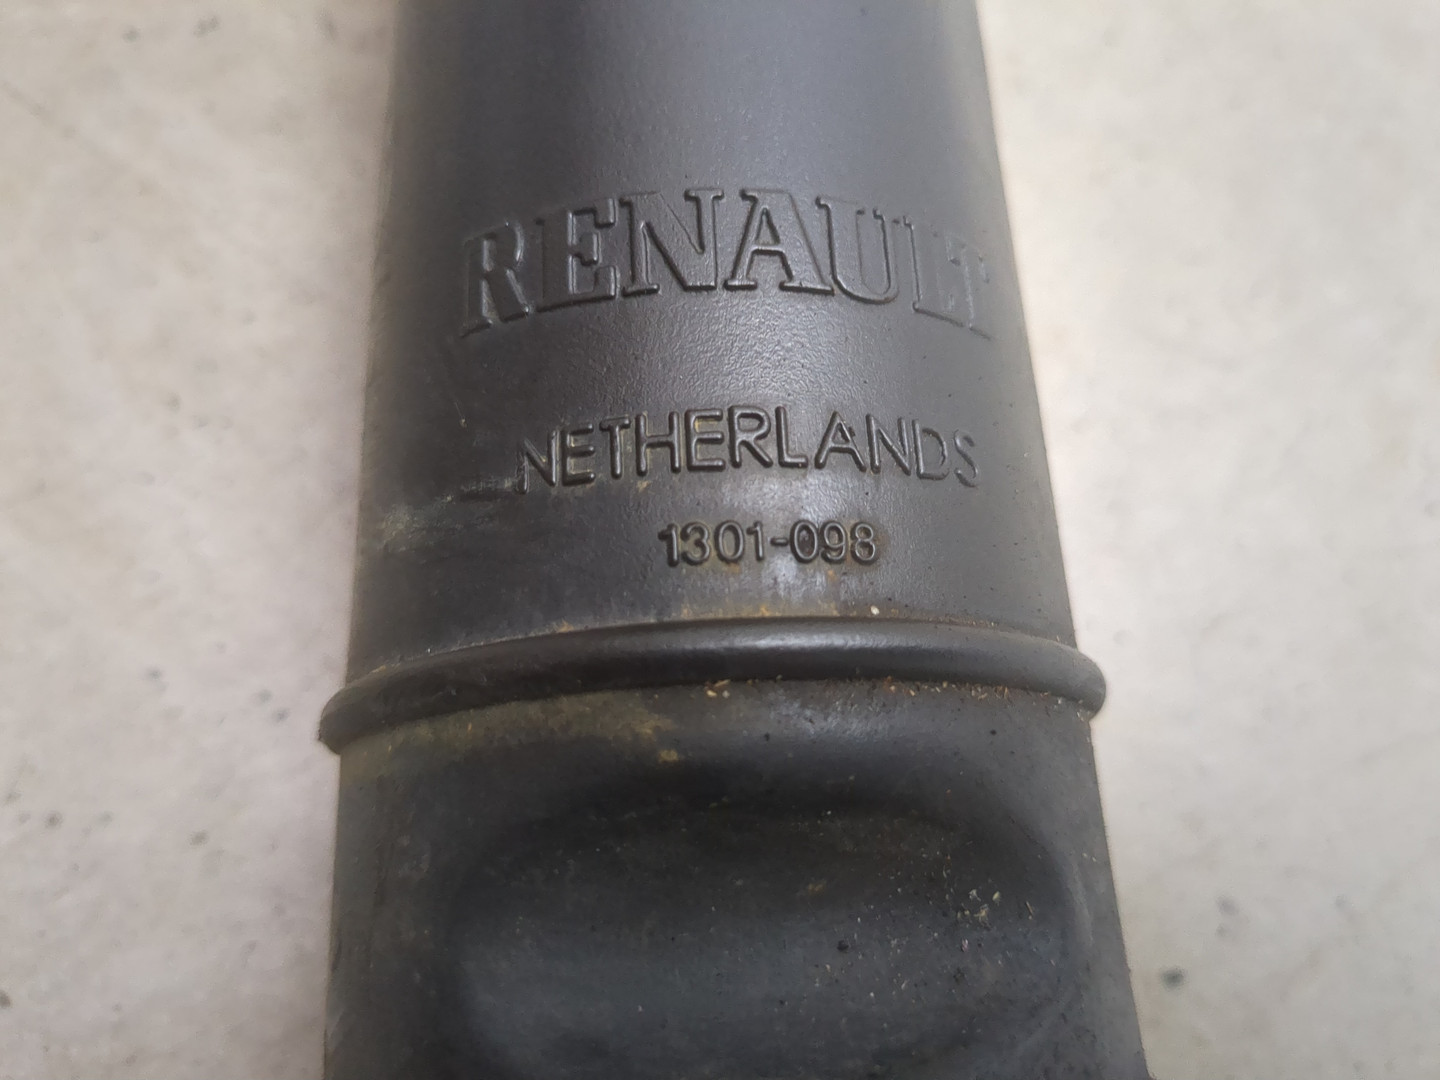 RENAULT
NETHERLANDS
1301-098